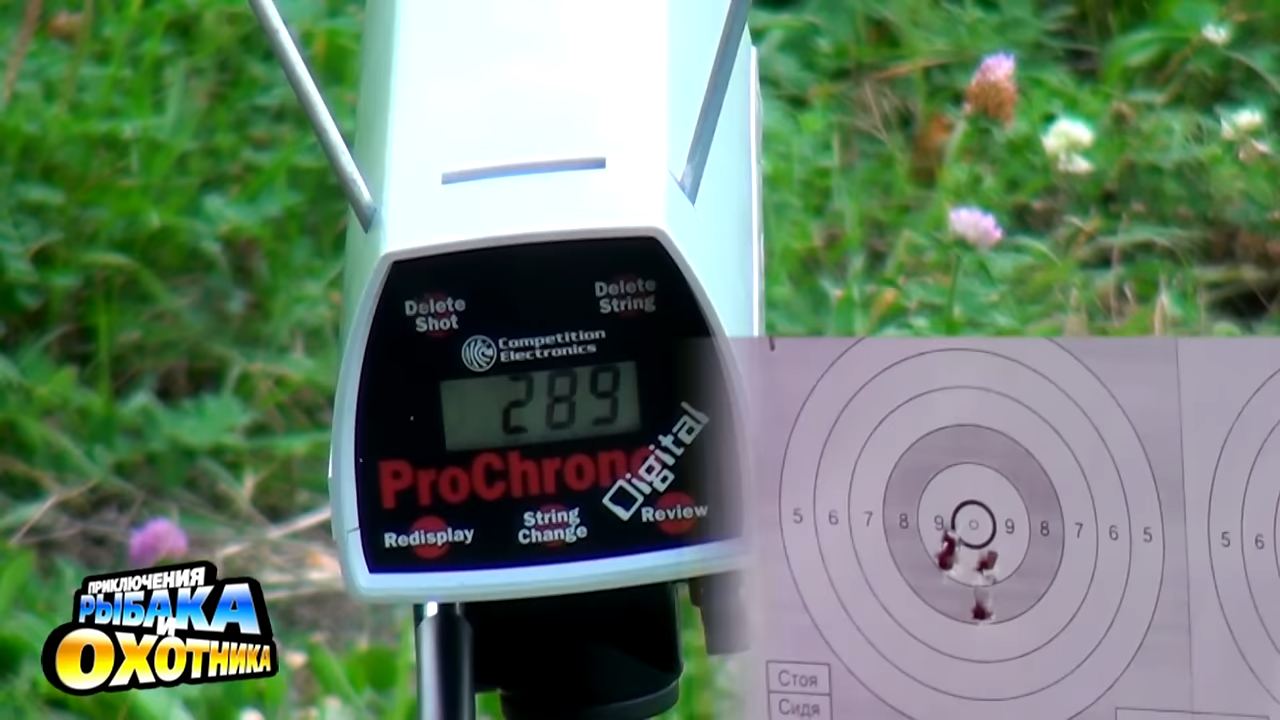 Delete
Shot
Delete
String
Competition
Electronics
289
ProChrono
Digital
Redisplay
String
Change
Review
5 6 7 8 9 9 8 7 6 5
5 6
Стоя
Сидя
ПРИКЛЮЧЕНИЯ
РЫБАКА
И
ОХОТНИКА